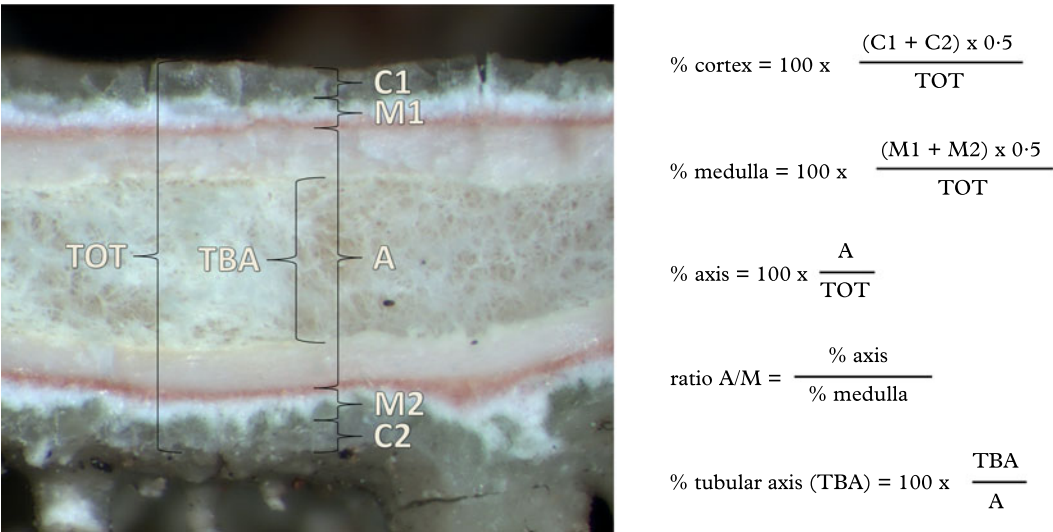 C1
M1
TOT
TBA
A
M2
C2
% cortex = 100 x (C1 + C2) x 0·5
TOT
% medulla = 100 x (M1 + M2) x 0·5
TOT
% axis = 100 x A
TOT
ratio A/M = % axis
% medulla
% tubular axis (TBA) = 100 x TBA
A